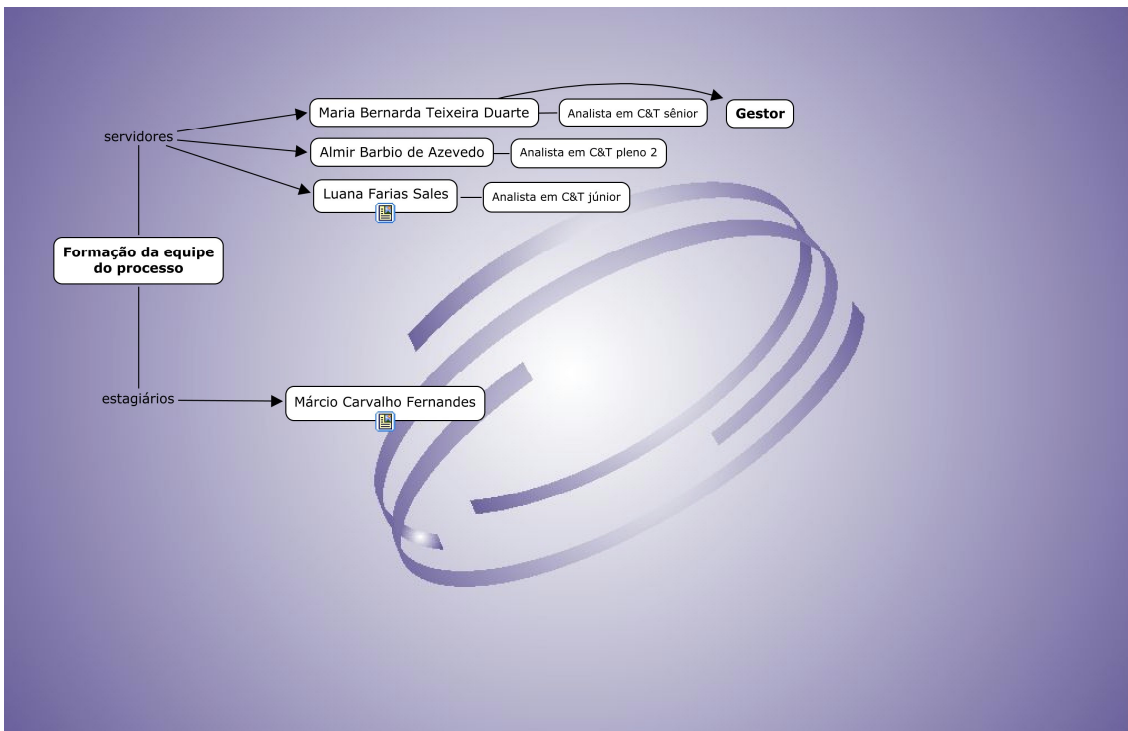 Maria Bernarda Teixeira Duarte
Analista em C&T sênior
Gestor
servidores
Almir Barbio de Azevedo
Analista em C&T pleno 2
Luana Farias Sales
Analista em C&T júnior
Formação da equipe
do processo
estagiários
Márcio Carvalho Fernandes